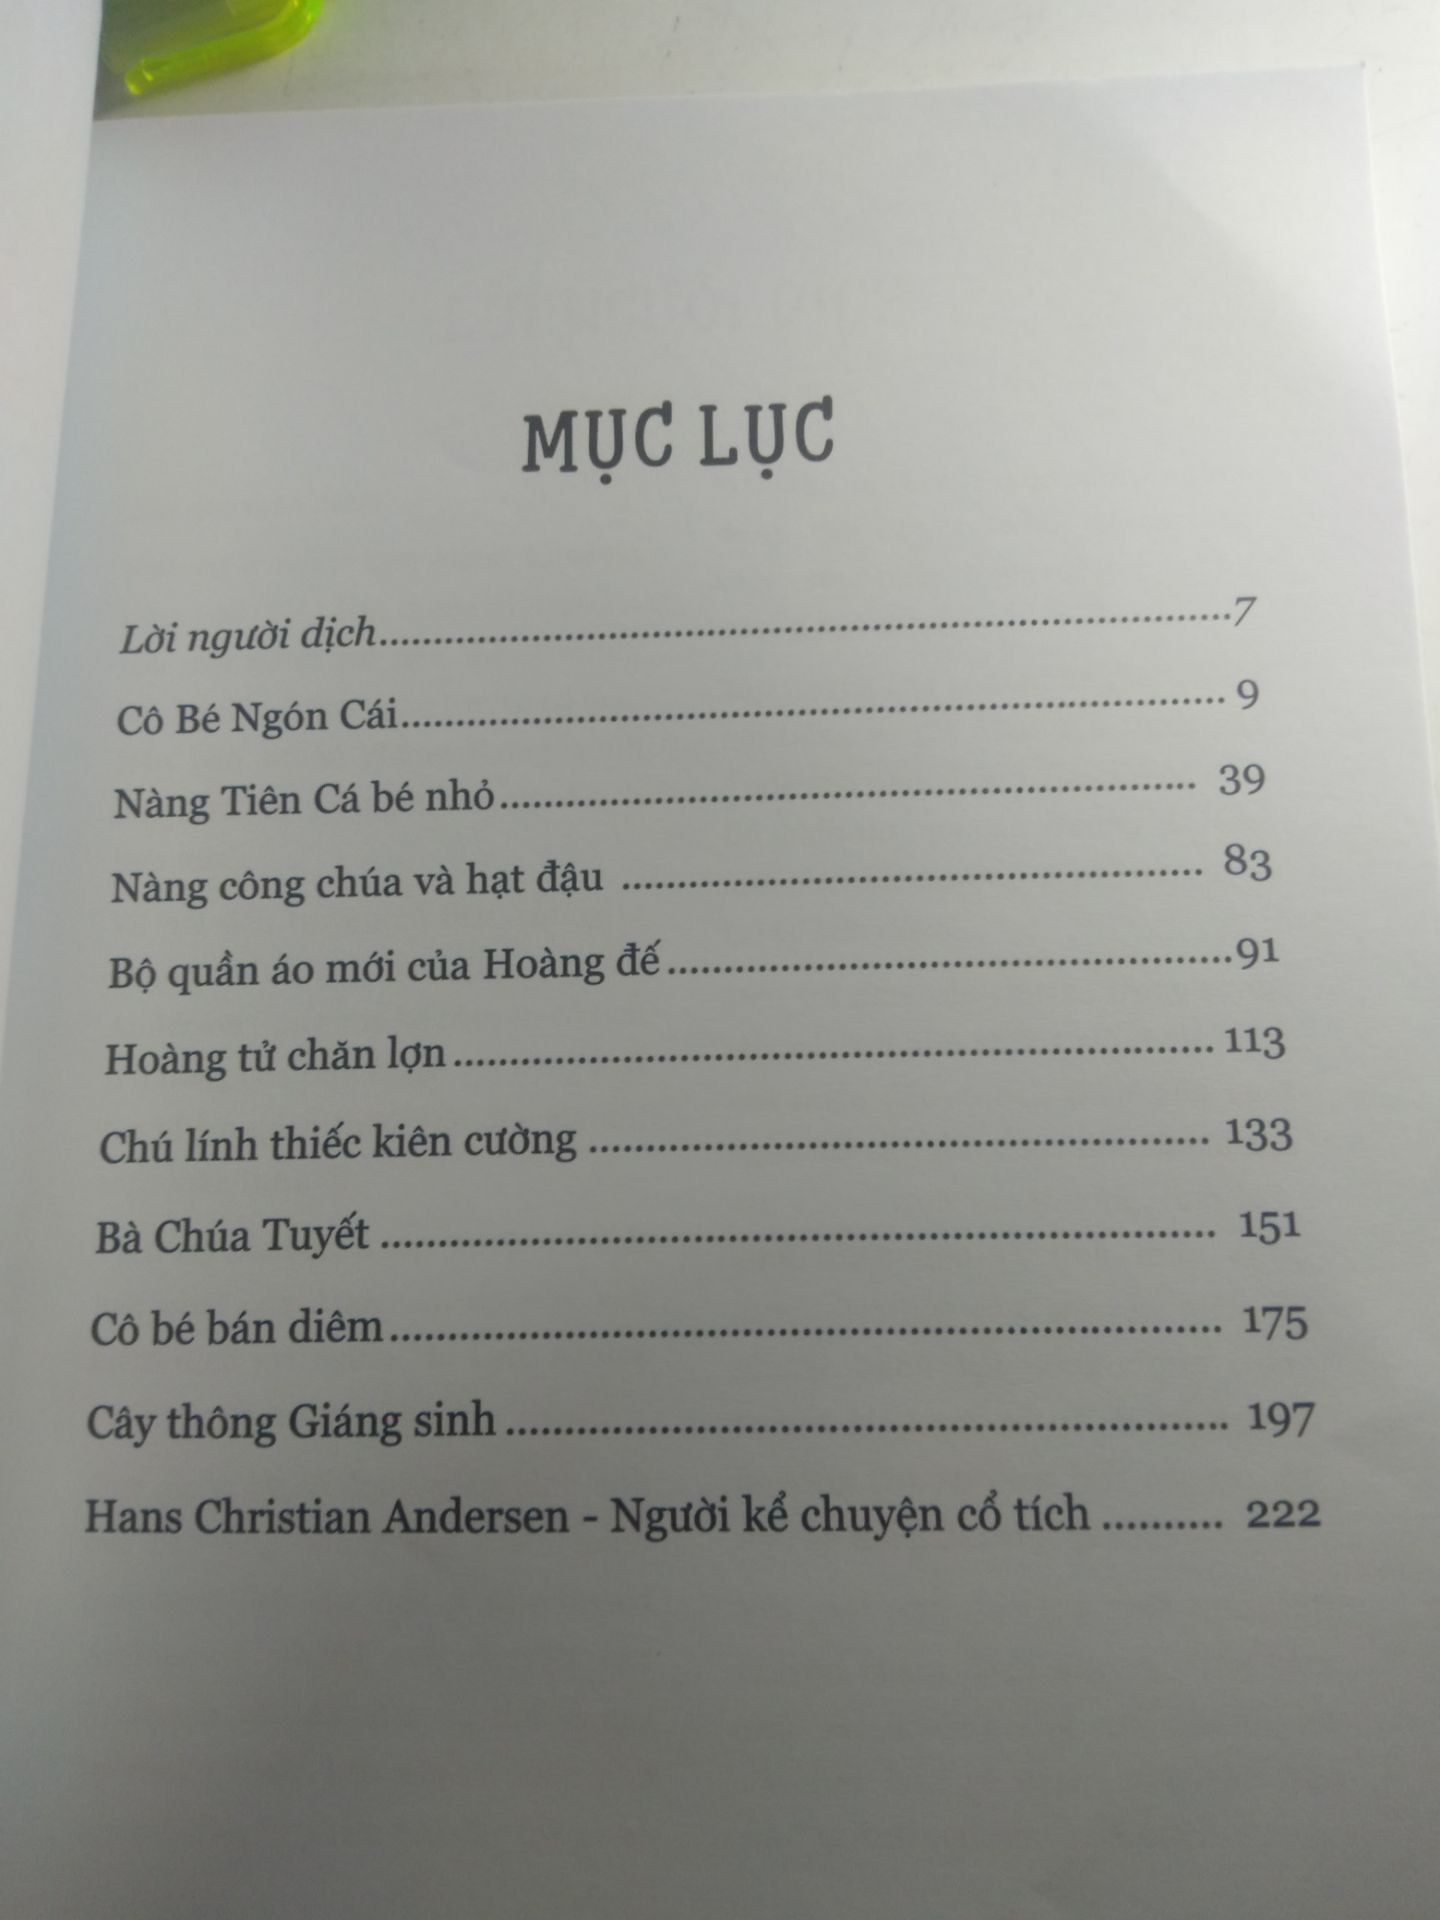 MỤC LỤC
Lời người dịch....................7
Cô Bé Ngón Cái.................... 9
Nàng Tiên Cá bé nhỏ.................... 39
Nàng công chúa và hạt đậu .................... 83
Bộ quần áo mới của Hoàng đế....................91
Hoàng tử chăn lợn.................... 113
Chú lính thiếc kiên cường .................... 133
Bà Chúa Tuyết .................... 151
Cô bé bán diêm.................... 175
Cây thông Giáng sinh.................... 197
Hans Christian Andersen - Người kể chuyện cổ tích .......... 222